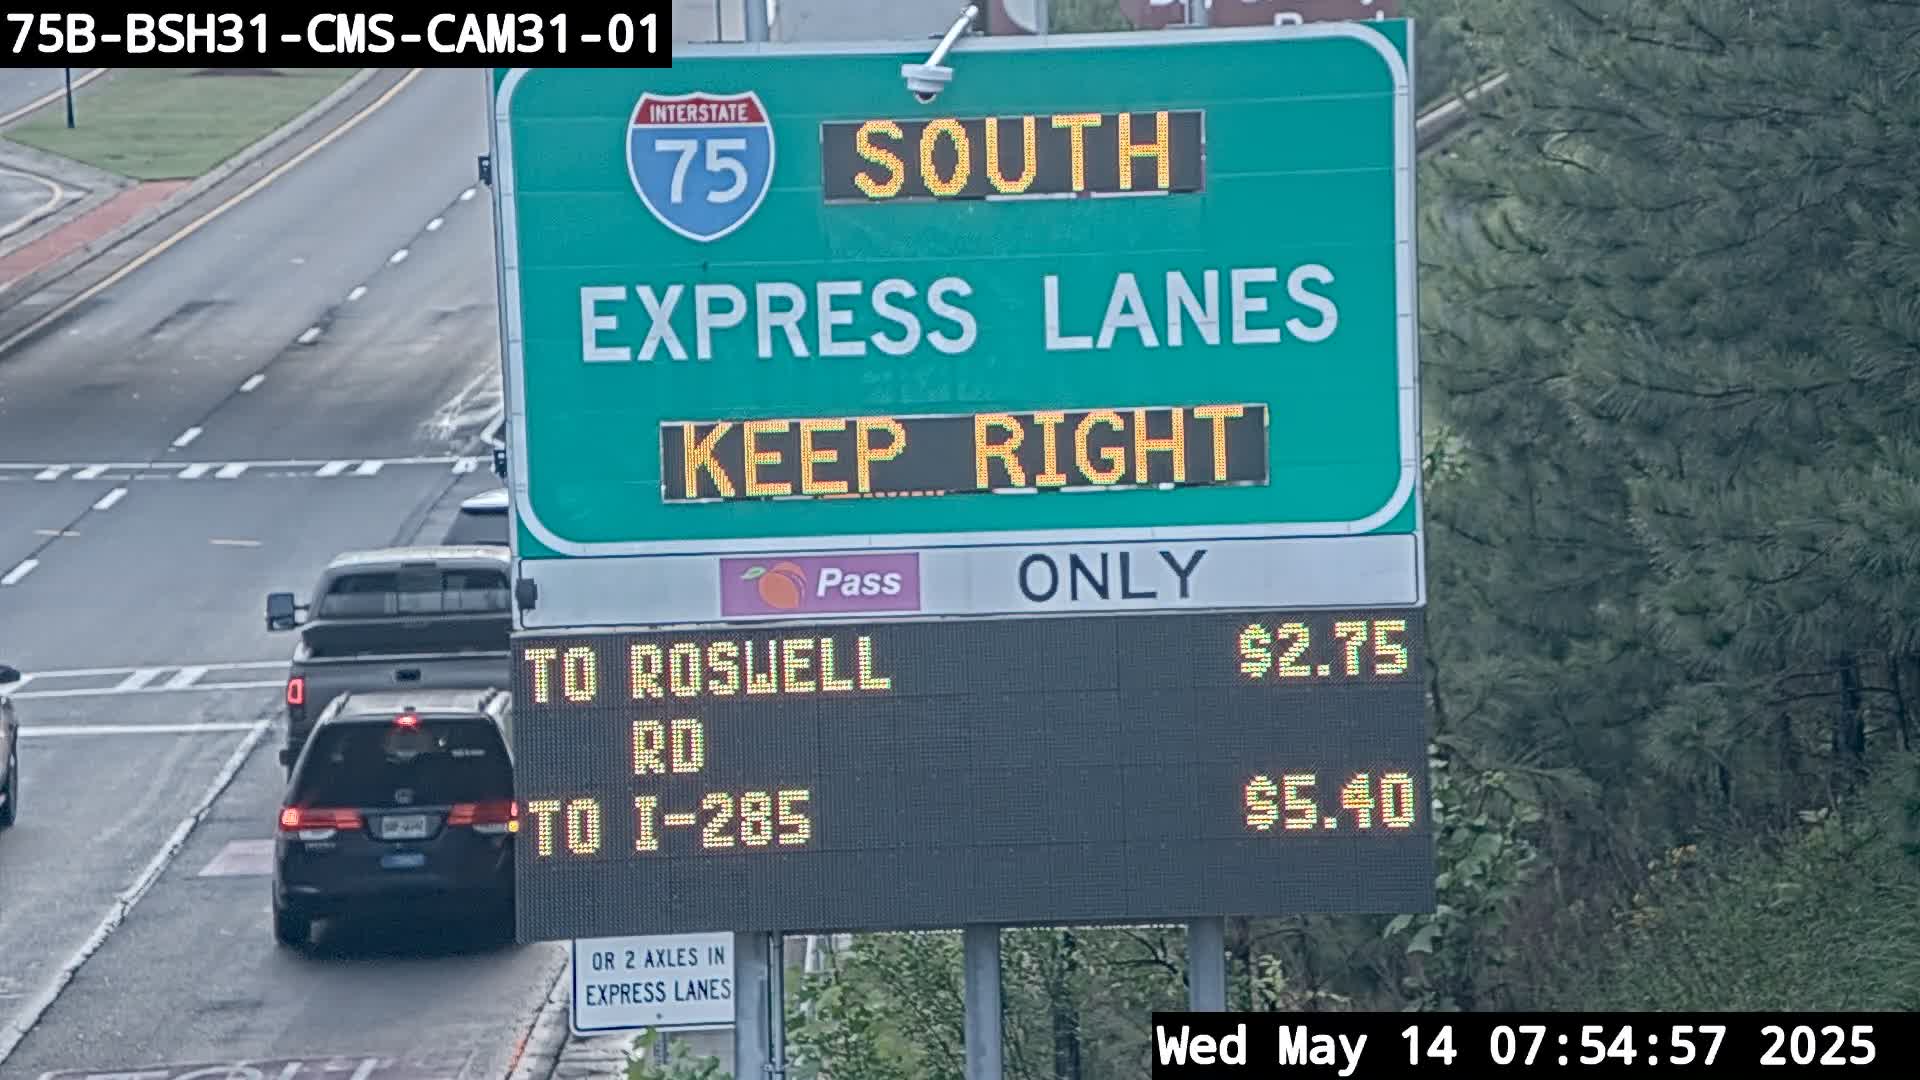 75B-BSH31-CMS-CAM31-01
INTERSTATE
75
SOUTH
EXPRESS LANES
KEEP RIGHT
Pass
ONLY
TO ROSWELL $2.75
RD
TO I-285 $5.40
OR 2 AXLES IN
EXPRESS LANES
Wed May 14 07:54:57 2025